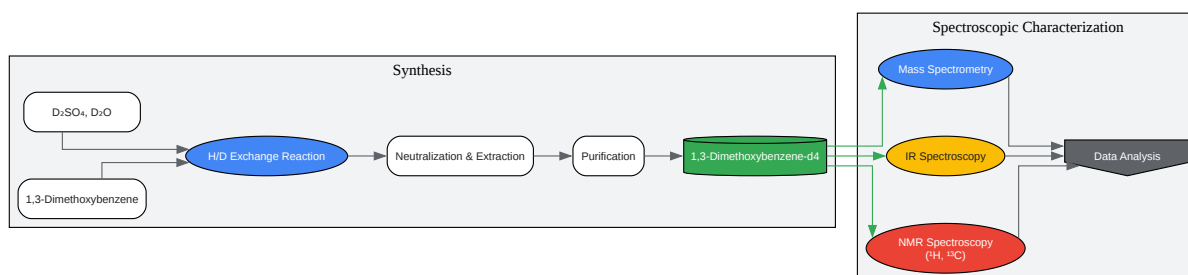 Synthesis
D₂SO₄, D₂O
1,3-Dimethoxybenzene
H/D Exchange Reaction
Neutralization & Extraction
Purification
1,3-Dimethoxybenzene-d4
Spectroscopic Characterization
Mass Spectrometry
IR Spectroscopy
NMR Spectroscopy
(¹H, ¹³C)
Data Analysis